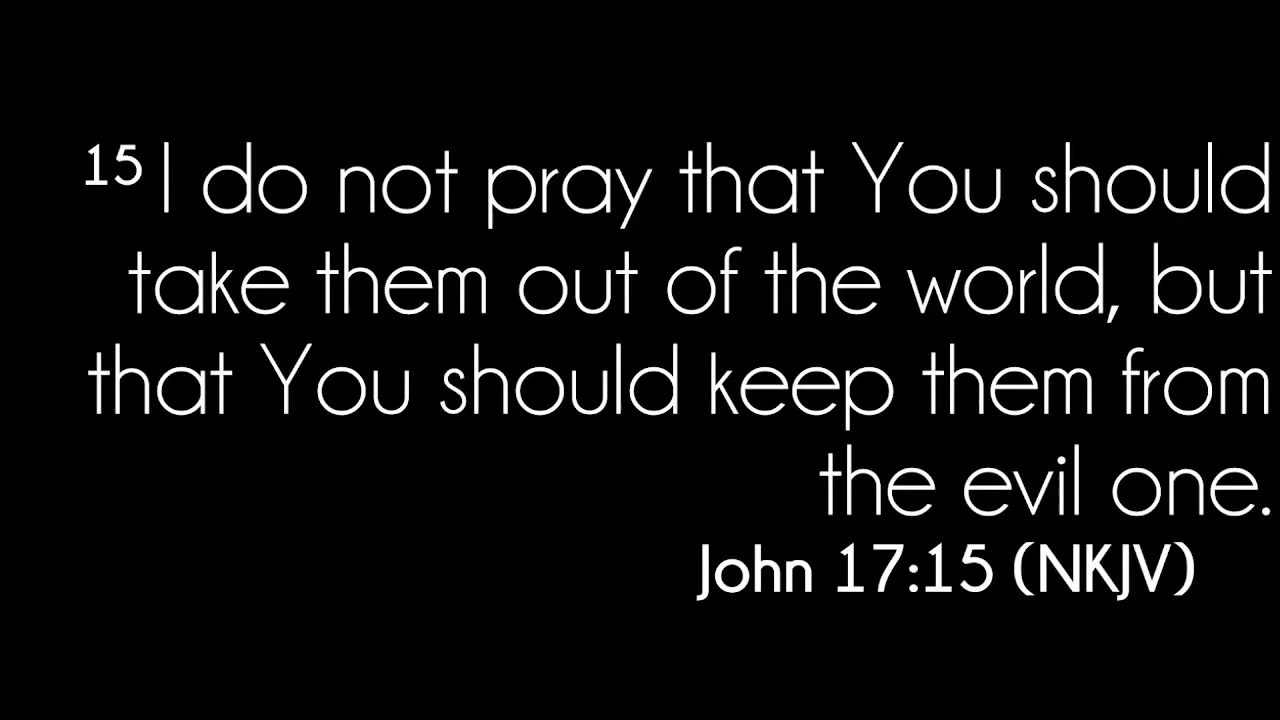 15 I do not pray that You should
take them out of the world, but
that You should keep them from
the evil one.
John 17:15 (NKJV)